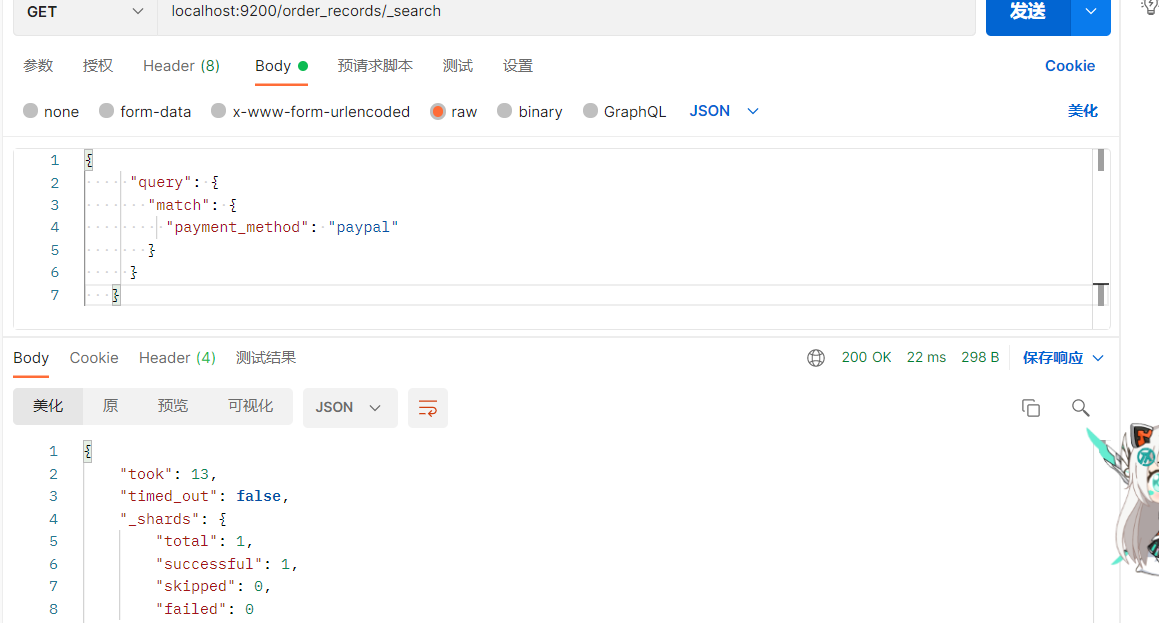 GET localhost:9200/order_records/_search 发送
参数 授权 Header (8) Body 预请求脚本 测试 设置 Cookie
none form-data x-www-form-urlencoded raw binary GraphQL JSON 美化
1 {
2 "query": {
3 "match": {
4 "payment_method": "paypal"
5 }
6 }
7 }
Body Cookie Header (4) 测试结果 200 OK 22 ms 298 B 保存响应
美化 原 预览 可视化 JSON
1 {
2 "took": 13,
3 "timed_out": false,
4 "_shards": {
5 "total": 1,
6 "successful": 1,
7 "skipped": 0,
8 "failed": 0